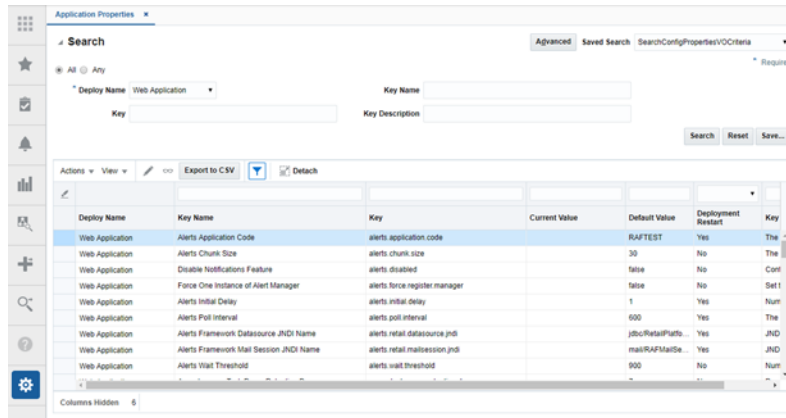 Application Properties ×
Search
Advanced Saved Search SearchConfigPropertiesVOCriteria
* Require
All Any
* Deploy Name Web Application Key Name
Key Key Description
Search Reset Save...
Actions View Export to CSV Detach
Deploy Name Key Name Key Current Value Default Value Deployment Restart Key
Web Application Alerts Application Code alerts.application.code RAFTEST Yes The
Web Application Alerts Chunk Size alerts.chunk.size 30 No The
Web Application Disable Notifications Feature alerts.disabled false No Cont
Web Application Force One Instance of Alert Manager alerts.force.register.manager false No Set t
Web Application Alerts Initial Delay alerts.initial.delay 1 Yes Num
Web Application Alerts Poll Interval alerts.poll.interval 600 Yes The
Web Application Alerts Framework Datasource JNDI Name alerts.retail.datasource.jndi jdbc/RetailPlatfo... Yes JND
Web Application Alerts Framework Mail Session JNDI Name alerts.retail.mailsession.jndi mail/RAFMailSe... Yes JND
Web Application Alerts Wait Threshold alerts.wait.threshold 900 No Num
Columns Hidden 6